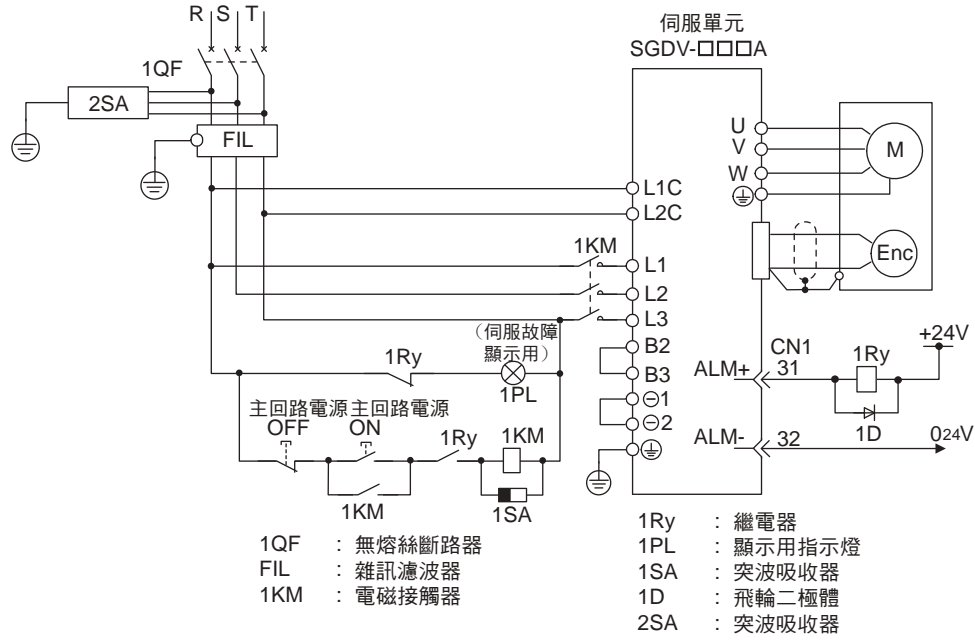 R S T
伺服單元
SGDV-□□□A
1QF
2SA
FIL
U
V
W
M
L1C
L2C
Enc
1KM
L1
L2
L3
（伺服故障
顯示用）
+24V
B2
CN1
1Ry
1Ry
B3
ALM+
31
1PL
⊖1
主回路電源 主回路電源
OFF
ON
⊖2
1D
1Ry
1KM
ALM-
32
024V
1KM
1SA
1QF : 無熔絲斷路器
FIL : 雜訊濾波器
1KM : 電磁接觸器
1Ry : 繼電器
1PL : 顯示用指示燈
1SA : 突波吸收器
1D : 飛輪二極體
2SA : 突波吸收器